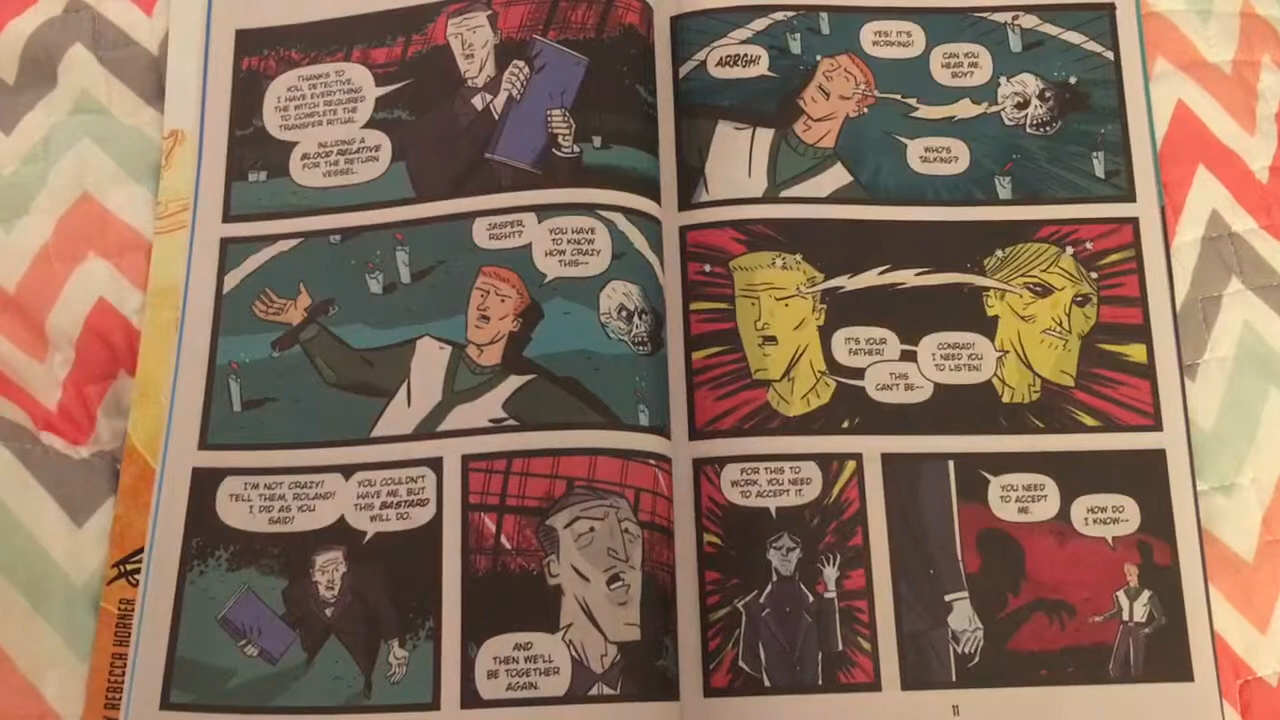 THANKS TO
YOU, DETECTIVE,
I HAVE EVERYTHING
THE WITCH REQUIRED
TO COMPLETE THE
TRANSFER RITUAL.
INLUDING A
BLOOD RELATIVE
FOR THE RETURN
VESSEL.
JASPER,
RIGHT?
YOU HAVE
TO KNOW
HOW CRAZY
THIS--
I'M NOT CRAZY!
TELL THEM, ROLAND!
I DID AS YOU
SAID!
YOU COULDN'T
HAVE ME, BUT
THIS BASTARD
WILL DO.
AND
THEN WE'LL
BE TOGETHER
AGAIN.
ARRGH!
YES! IT'S
WORKING!
CAN YOU
HEAR ME,
BOY?
WHO'S
TALKING?
IT'S YOUR
FATHER!
CONRAD!
I NEED YOU
TO LISTEN!
THIS
CAN'T BE--
FOR THIS TO
WORK, YOU NEED
TO ACCEPT IT.
YOU NEED
TO ACCEPT
ME.
HOW DO
I KNOW--
11
Y REBECCA HORNER